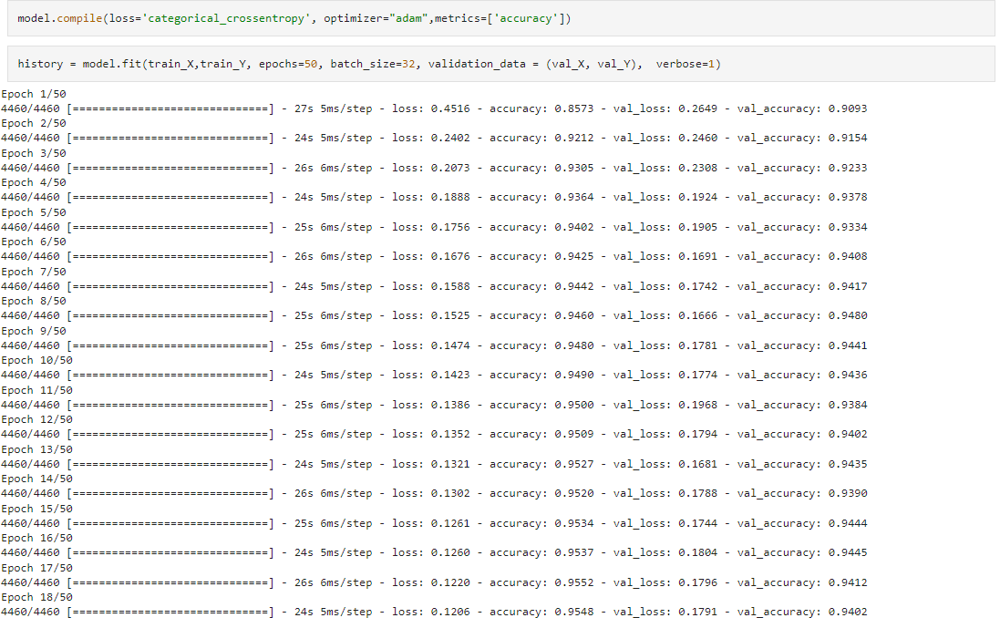 model.compile(loss='categorical_crossentropy', optimizer="adam",metrics=['accuracy'])
history = model.fit(train_X,train_Y, epochs=50, batch_size=32, validation_data = (val_X, val_Y),  verbose=1)
Epoch 1/50
4460/4460 [==============================] - 27s 5ms/step - loss: 0.4516 - accuracy: 0.8573 - val_loss: 0.2649 - val_accuracy: 0.9093
Epoch 2/50
4460/4460 [==============================] - 24s 5ms/step - loss: 0.2402 - accuracy: 0.9212 - val_loss: 0.2460 - val_accuracy: 0.9154
Epoch 3/50
4460/4460 [==============================] - 26s 6ms/step - loss: 0.2073 - accuracy: 0.9305 - val_loss: 0.2308 - val_accuracy: 0.9233
Epoch 4/50
4460/4460 [==============================] - 24s 5ms/step - loss: 0.1888 - accuracy: 0.9364 - val_loss: 0.1924 - val_accuracy: 0.9378
Epoch 5/50
4460/4460 [==============================] - 25s 6ms/step - loss: 0.1756 - accuracy: 0.9402 - val_loss: 0.1905 - val_accuracy: 0.9334
Epoch 6/50
4460/4460 [==============================] - 26s 6ms/step - loss: 0.1676 - accuracy: 0.9425 - val_loss: 0.1691 - val_accuracy: 0.9408
Epoch 7/50
4460/4460 [==============================] - 24s 5ms/step - loss: 0.1588 - accuracy: 0.9442 - val_loss: 0.1742 - val_accuracy: 0.9417
Epoch 8/50
4460/4460 [==============================] - 25s 6ms/step - loss: 0.1525 - accuracy: 0.9460 - val_loss: 0.1666 - val_accuracy: 0.9480
Epoch 9/50
4460/4460 [==============================] - 25s 6ms/step - loss: 0.1474 - accuracy: 0.9480 - val_loss: 0.1781 - val_accuracy: 0.9441
Epoch 10/50
4460/4460 [==============================] - 24s 5ms/step - loss: 0.1423 - accuracy: 0.9490 - val_loss: 0.1774 - val_accuracy: 0.9436
Epoch 11/50
4460/4460 [==============================] - 25s 6ms/step - loss: 0.1386 - accuracy: 0.9500 - val_loss: 0.1968 - val_accuracy: 0.9384
Epoch 12/50
4460/4460 [==============================] - 25s 6ms/step - loss: 0.1352 - accuracy: 0.9509 - val_loss: 0.1794 - val_accuracy: 0.9402
Epoch 13/50
4460/4460 [==============================] - 24s 5ms/step - loss: 0.1321 - accuracy: 0.9527 - val_loss: 0.1681 - val_accuracy: 0.9435
Epoch 14/50
4460/4460 [==============================] - 26s 6ms/step - loss: 0.1302 - accuracy: 0.9520 - val_loss: 0.1788 - val_accuracy: 0.9390
Epoch 15/50
4460/4460 [==============================] - 25s 6ms/step - loss: 0.1261 - accuracy: 0.9534 - val_loss: 0.1744 - val_accuracy: 0.9444
Epoch 16/50
4460/4460 [==============================] - 24s 5ms/step - loss: 0.1260 - accuracy: 0.9537 - val_loss: 0.1804 - val_accuracy: 0.9445
Epoch 17/50
4460/4460 [==============================] - 26s 6ms/step - loss: 0.1220 - accuracy: 0.9552 - val_loss: 0.1796 - val_accuracy: 0.9412
Epoch 18/50
4460/4460 [==============================] - 24s 5ms/step - loss: 0.1206 - accuracy: 0.9548 - val_loss: 0.1791 - val_accuracy: 0.9402